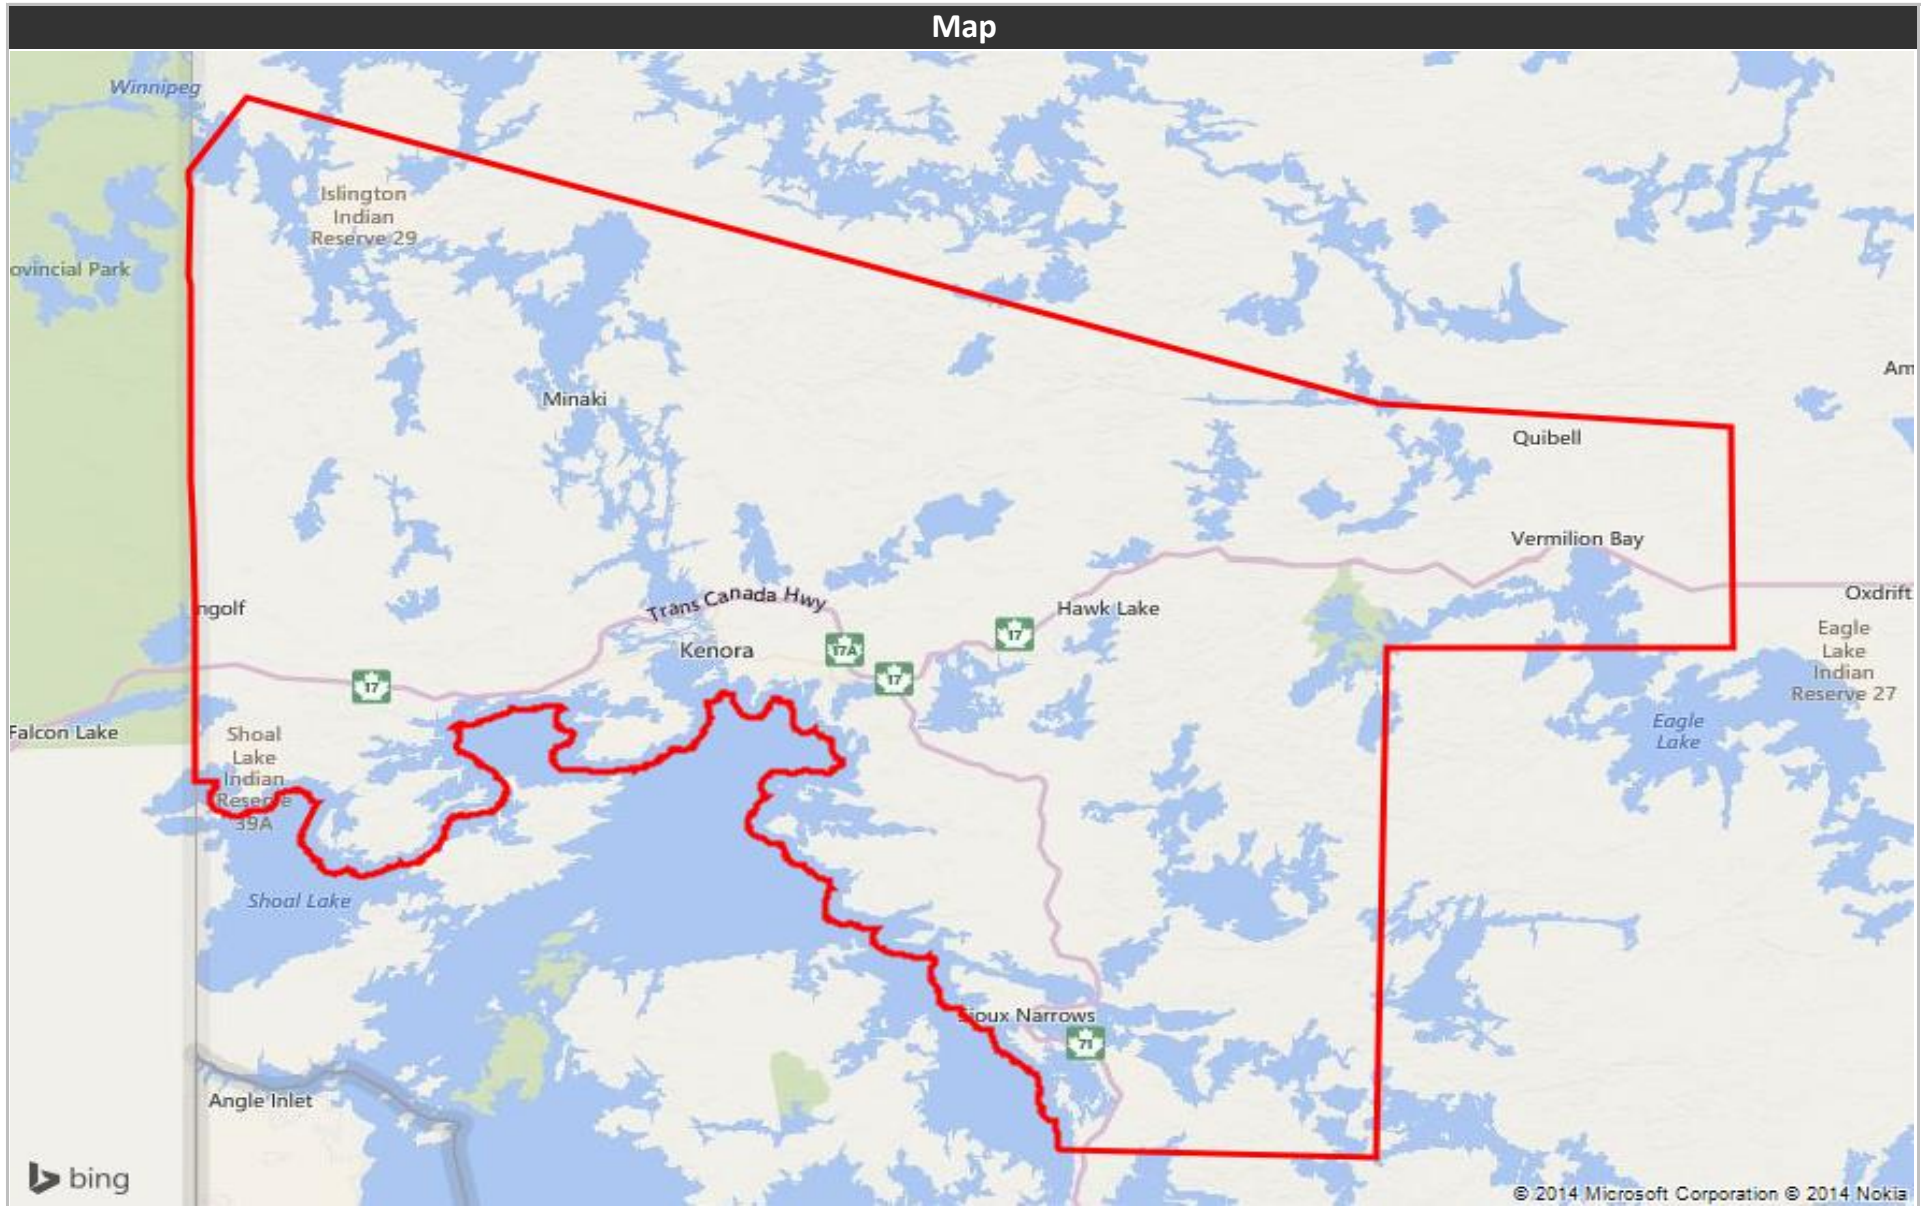 Map
Winnipeg
Islington
Indian
Reserve 29
ovincial Park
Am
Minaki
Quibell
Vermilion Bay
Trans Canada Hwy
Oxdrift
ngolf
Hawk Lake
17
Eagle
Lake
Indian
Reserve 27
Kenora
17A
17
17
Falcon Lake
Shoal
Lake
Indian
Reserve
39A
Eagle
Lake
Shoal Lake
Sioux Narrows
71
Angle Inlet
bing
© 2014 Microsoft Corporation © 2014 Nokia